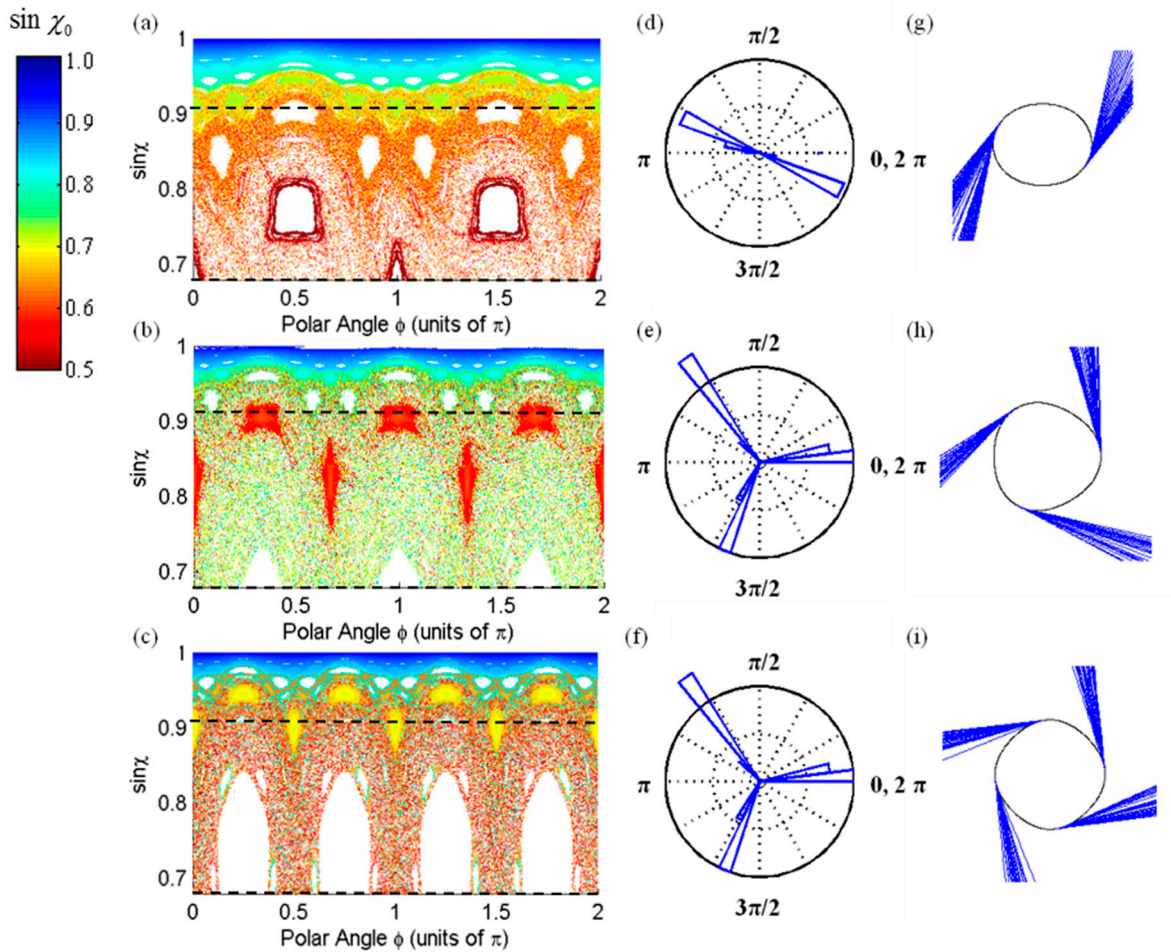 sin χ₀
1.0
0.9
0.8
0.7
0.6
0.5
(a)
1
0.9
0.8
0.7
sinχ
0 0.5 1 1.5 2
Polar Angle ϕ (units of π)
(d)
π/2
π
0, 2 π
3π/2
(g)
(b)
1
0.9
0.8
0.7
sinχ
0 0.5 1 1.5 2
Polar Angle ϕ (units of π)
(e)
π/2
π
0, 2 π
3π/2
(h)
(c)
1
0.9
0.8
0.7
sinχ
0 0.5 1 1.5 2
Polar Angle ϕ (units of π)
(f)
π/2
π
0, 2 π
3π/2
(i)